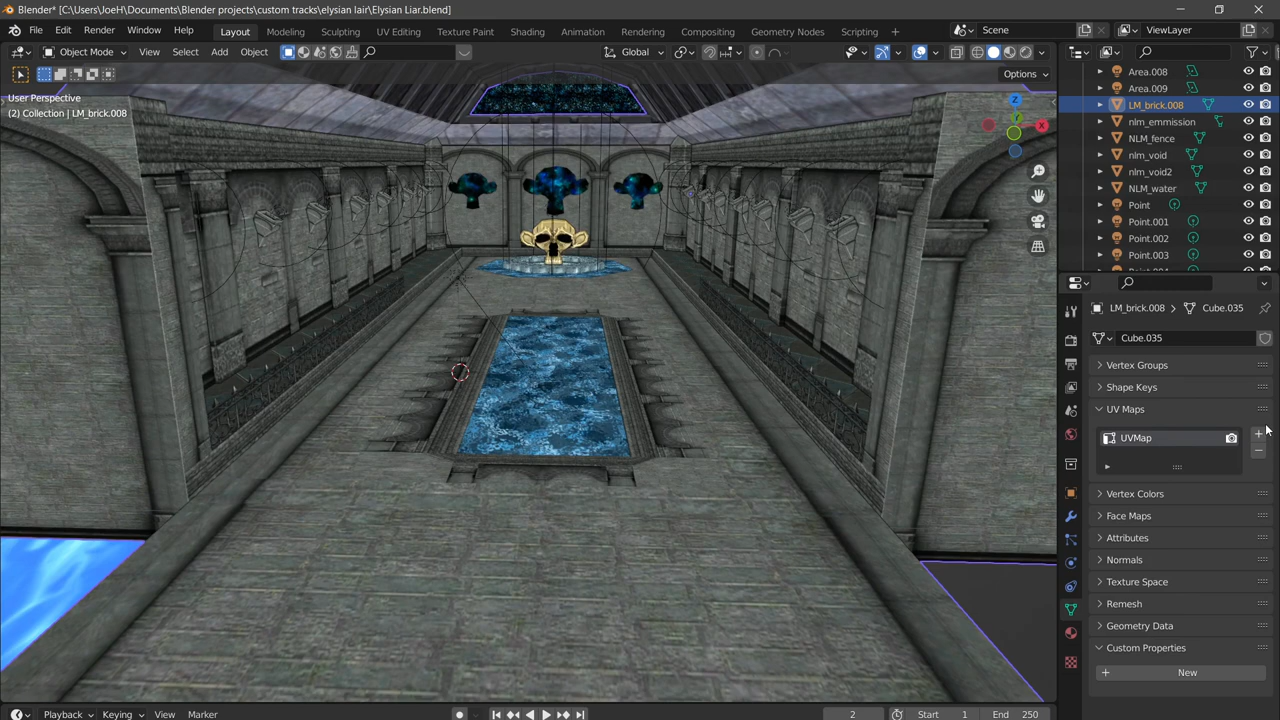 Blender* [C:\Users\JoeH\Documents\Blender projects\custom tracks\elysian lair\Elysian Liar.blend]
File Edit Render Window Help Layout Modeling Sculpting UV Editing Texture Paint Shading Animation Rendering Compositing Geometry Nodes Scripting + Scene ViewLayer
Object Mode View Select Add Object Global
Options
User Perspective
(2) Collection | LM_brick.008
Z
Y
X
Area.008
Area.009
LM_brick.008
nlm_emmission
NLM_fence
nlm_void
nlm_void2
NLM_water
Point
Point.001
Point.002
Point.003
LM_brick.008 > Cube.035
Cube.035
Vertex Groups
Shape Keys
UV Maps
UVMap
Vertex Colors
Face Maps
Attributes
Normals
Texture Space
Remesh
Geometry Data
Custom Properties
New
Playback Keying View Marker 2 Start 1 End 250